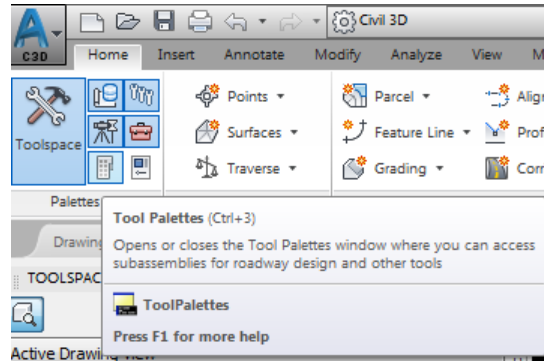 Civil 3D
C3D
Home Insert Annotate Modify Analyze View
Toolspace
Points
Parcel
Surfaces
Feature Line
Traverse
Grading
Palettes
Tool Palettes (Ctrl+3)
Opens or closes the Tool Palettes window where you can access
subassemblies for roadway design and other tools
ToolPalettes
Press F1 for more help
TOOLSPAC
Active Drawing View